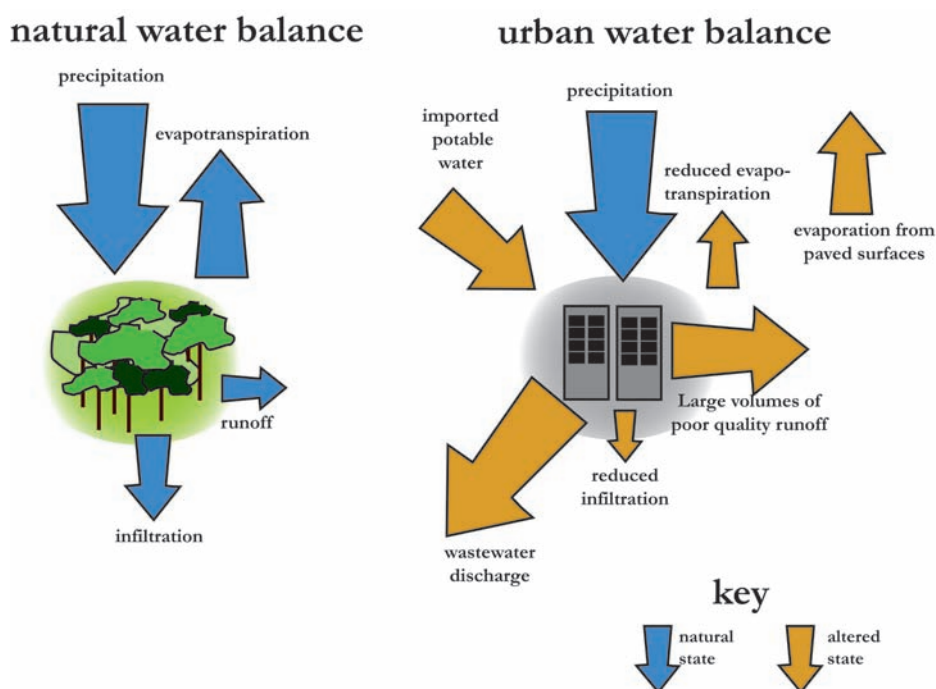 natural water balance
precipitation
evapotranspiration
runoff
infiltration
urban water balance
imported
potable
water
precipitation
reduced evapo-
transpiration
evaporation from
paved surfaces
Large volumes of
poor quality runoff
reduced
infiltration
wastewater
discharge
key
natural
state
altered
state